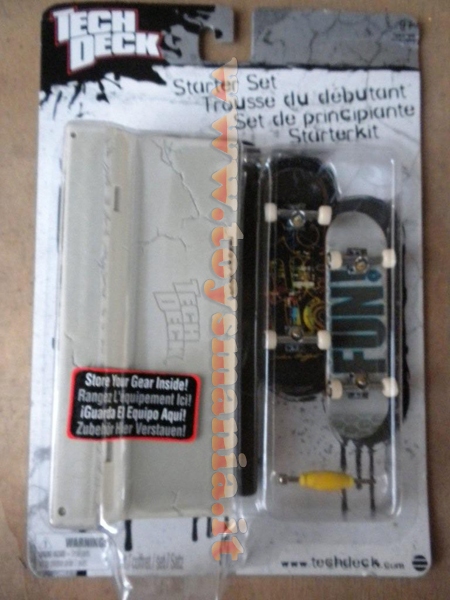 TECH
DECK
Starter Set
Trousse du débutant
Set de principiante
Starterkit
TECH
DECK
FUN!
Store Your Gear Inside!
Rangez L'équipement Ici!
¡Guarda El Equipo Aquí!
Zubehör Hier Verstauen!
WARNING:
www.techdeck.com
www.toysmania.it